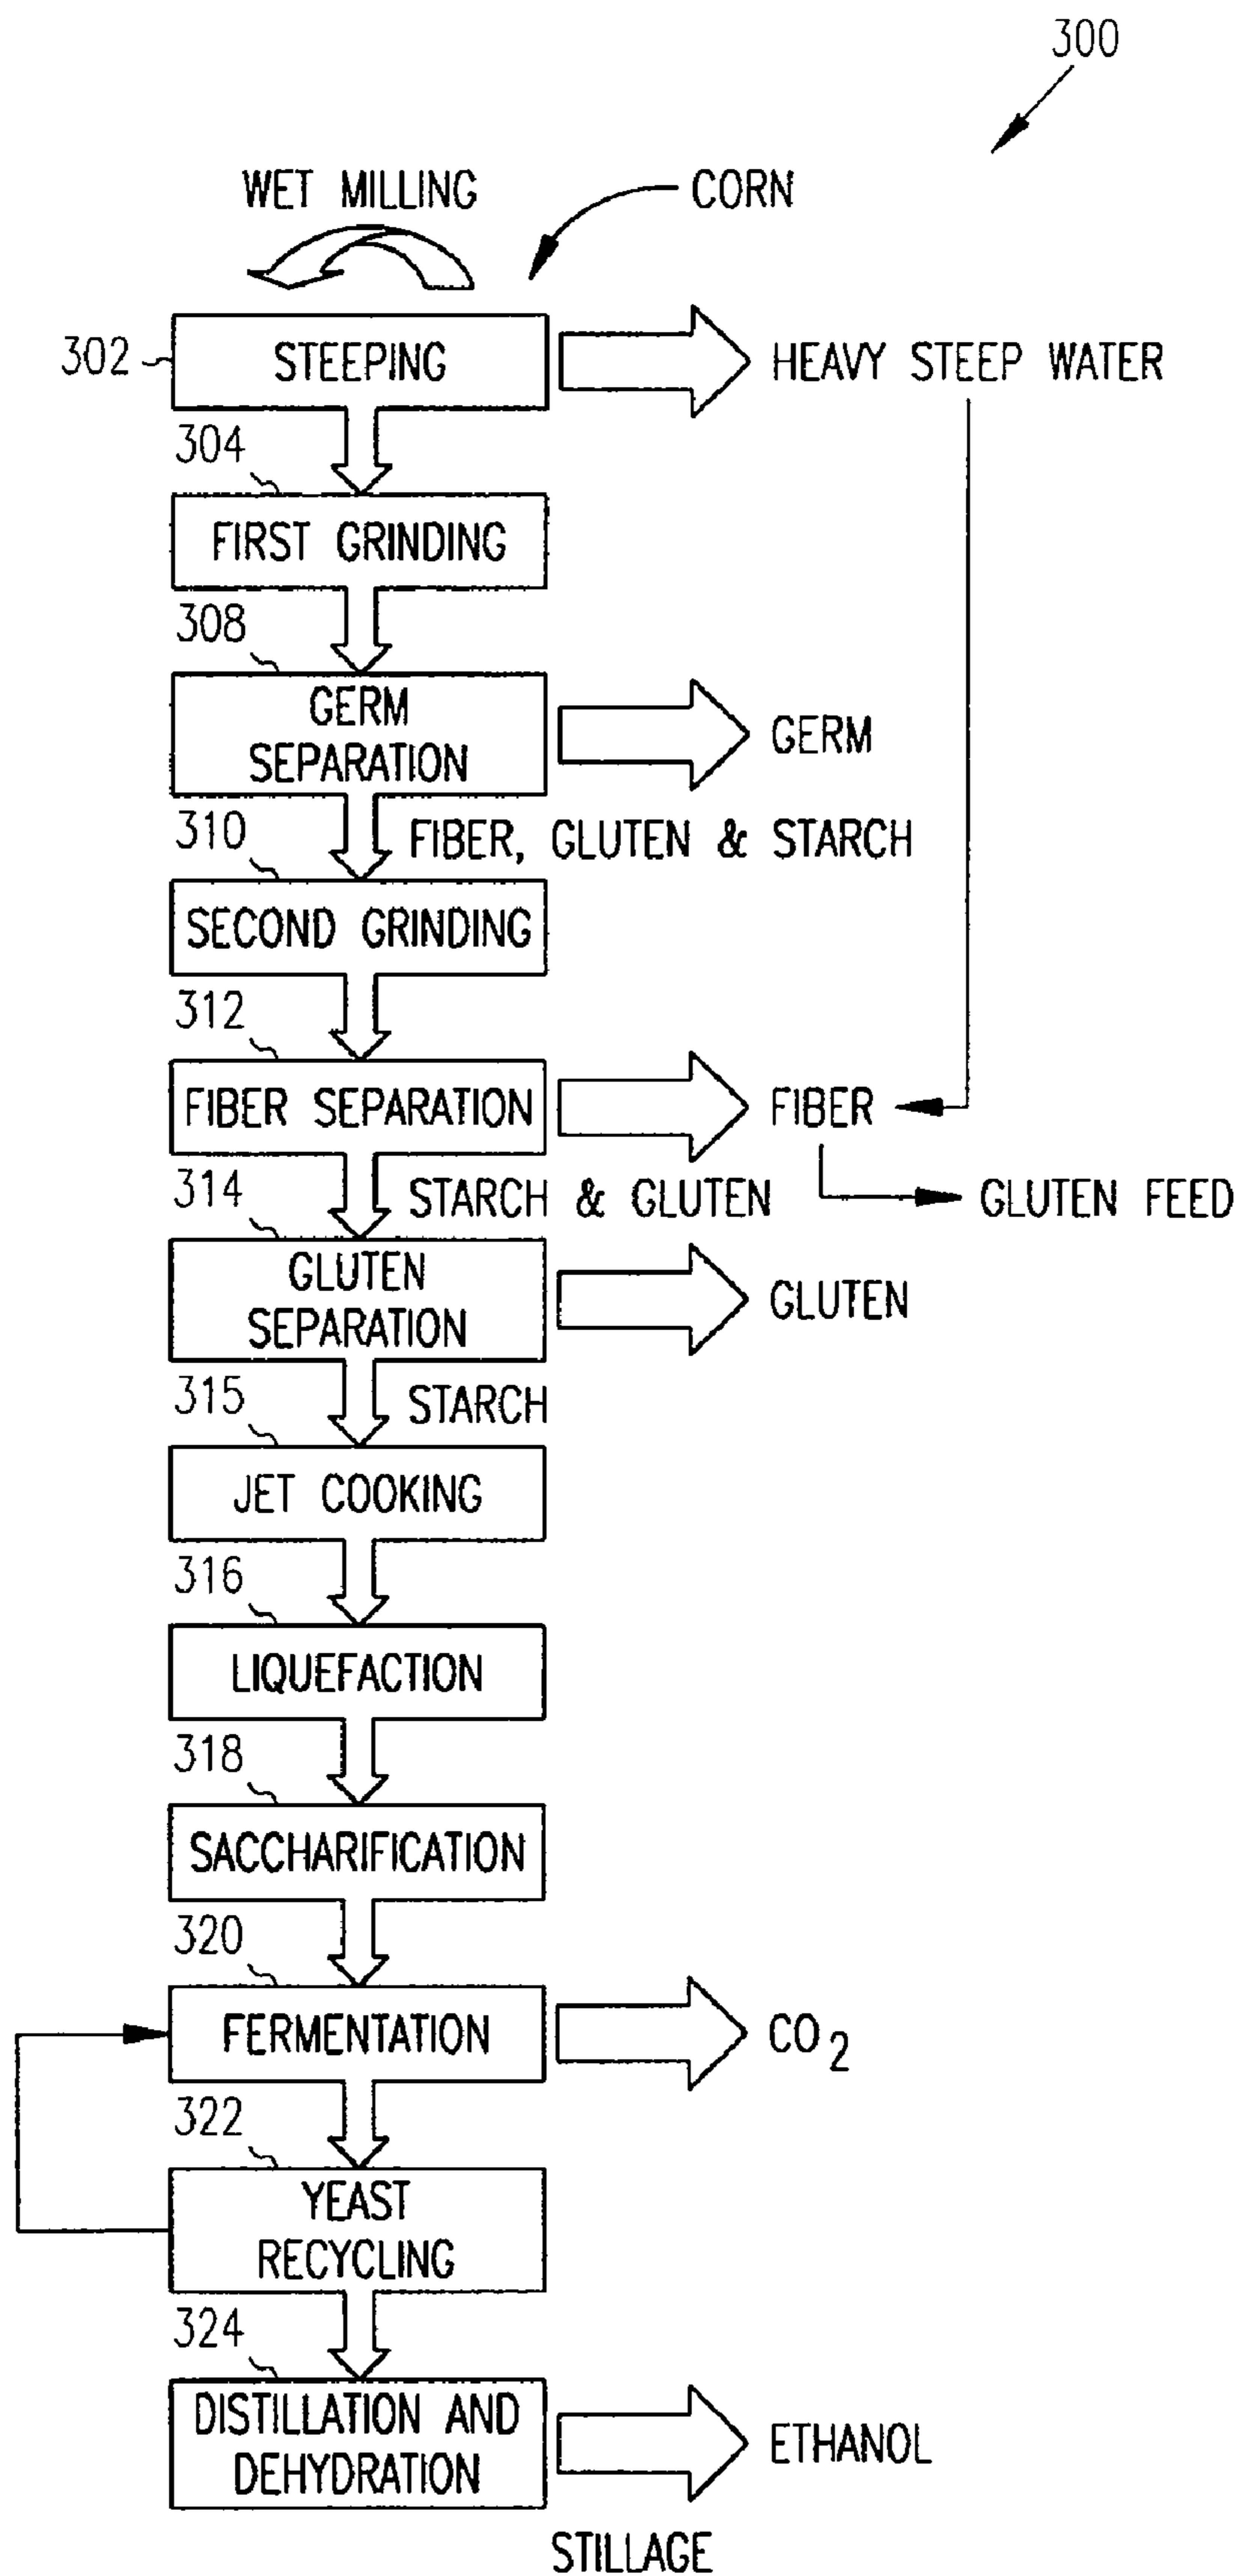 300
WET MILLING
CORN
302
STEEPING
HEAVY STEEP WATER
304
FIRST GRINDING
308
GERM
SEPARATION
GERM
310
FIBER, GLUTEN & STARCH
SECOND GRINDING
312
FIBER SEPARATION
FIBER
314
STARCH & GLUTEN
GLUTEN FEED
GLUTEN
SEPARATION
GLUTEN
315
STARCH
JET COOKING
316
LIQUEFACTION
318
SACCHARIFICATION
320
FERMENTATION
CO2
322
YEAST
RECYCLING
324
DISTILLATION AND
DEHYDRATION
ETHANOL
STILLAGE